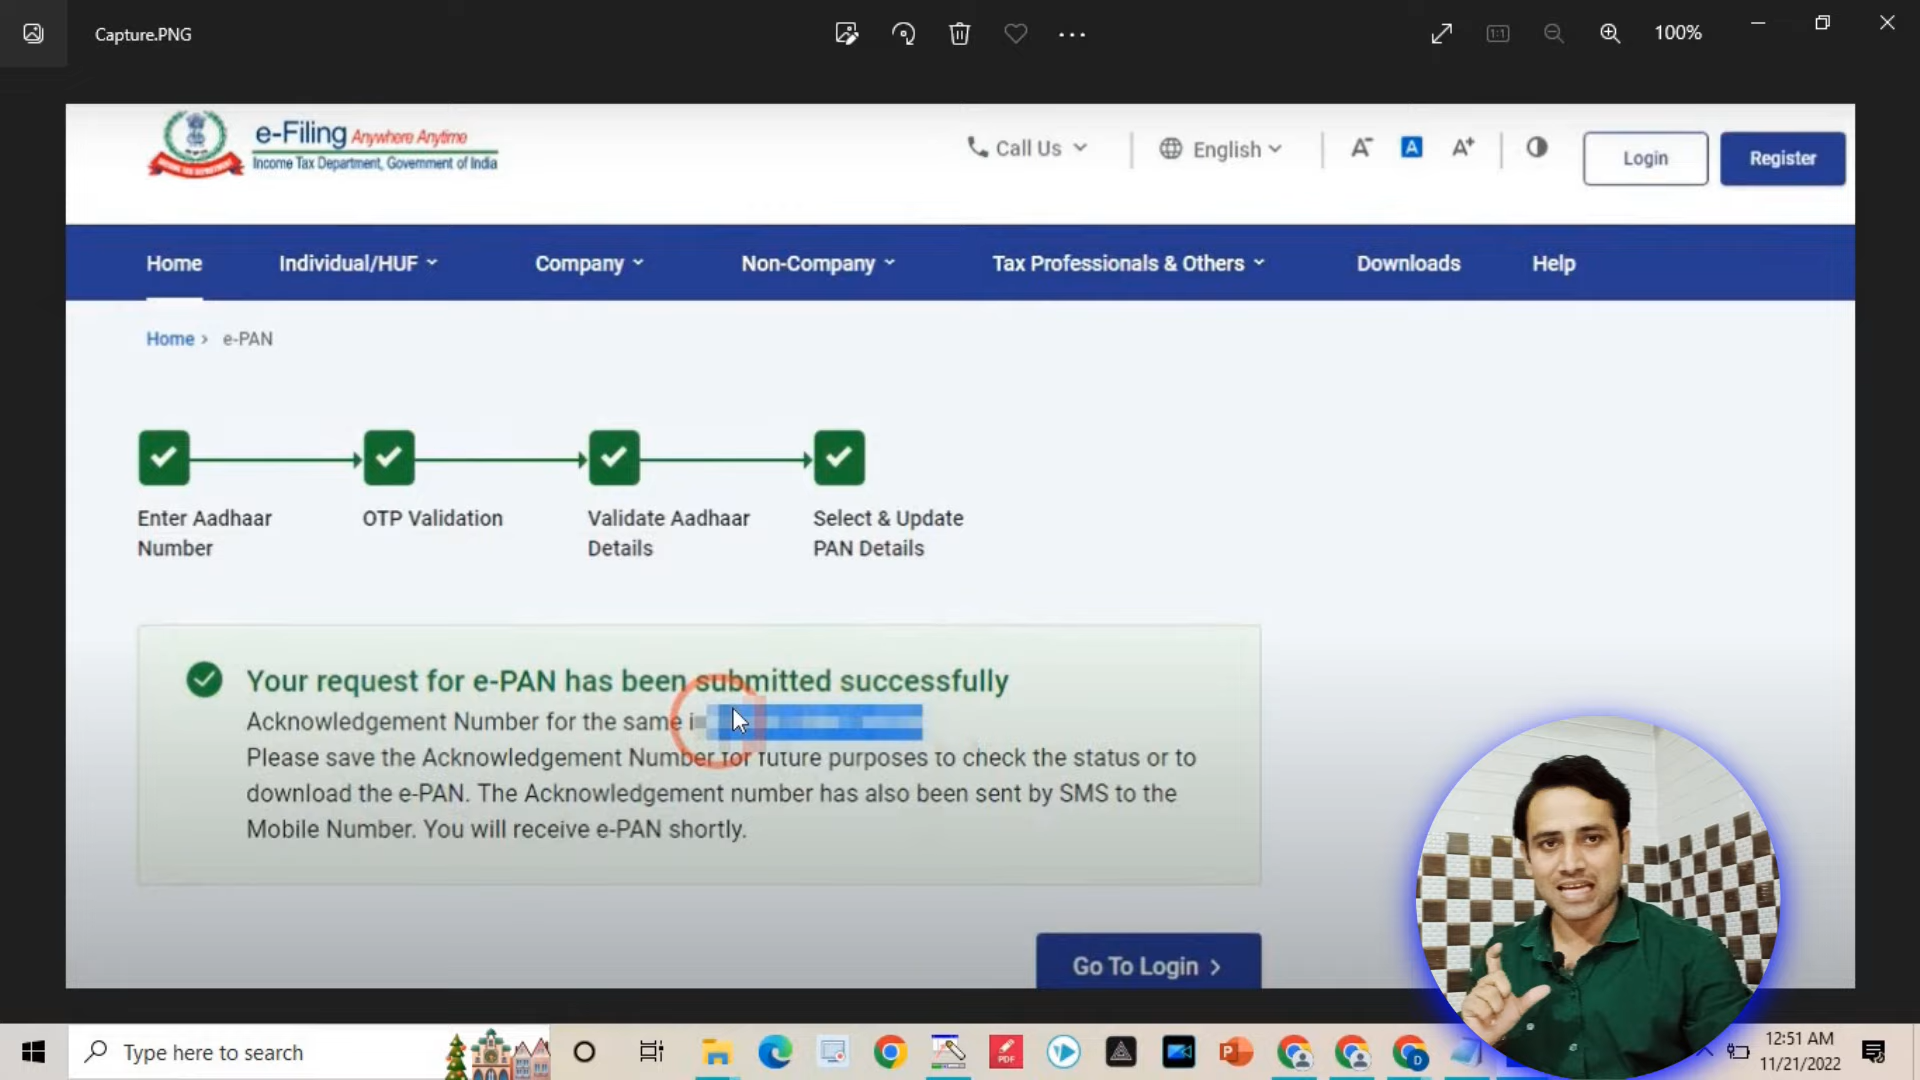 Capture.PNG
1:1
100%
e-Filing Anywhere Anytime
Income Tax Department, Government of India
Call Us
English
A-
A
A+
Login
Register
Home
Individual/HUF
Company
Non-Company
Tax Professionals & Others
Downloads
Help
Home > e-PAN
Enter Aadhaar Number
OTP Validation
Validate Aadhaar Details
Select & Update PAN Details
Your request for e-PAN has been submitted successfully
Acknowledgement Number for the same
Please save the Acknowledgement Number for future purposes to check the status or to
download the e-PAN. The Acknowledgement number has also been sent by SMS to the
Mobile Number. You will receive e-PAN shortly.
Go To Login >
Type here to search
PDF
P
D
12:51 AM
11/21/2022